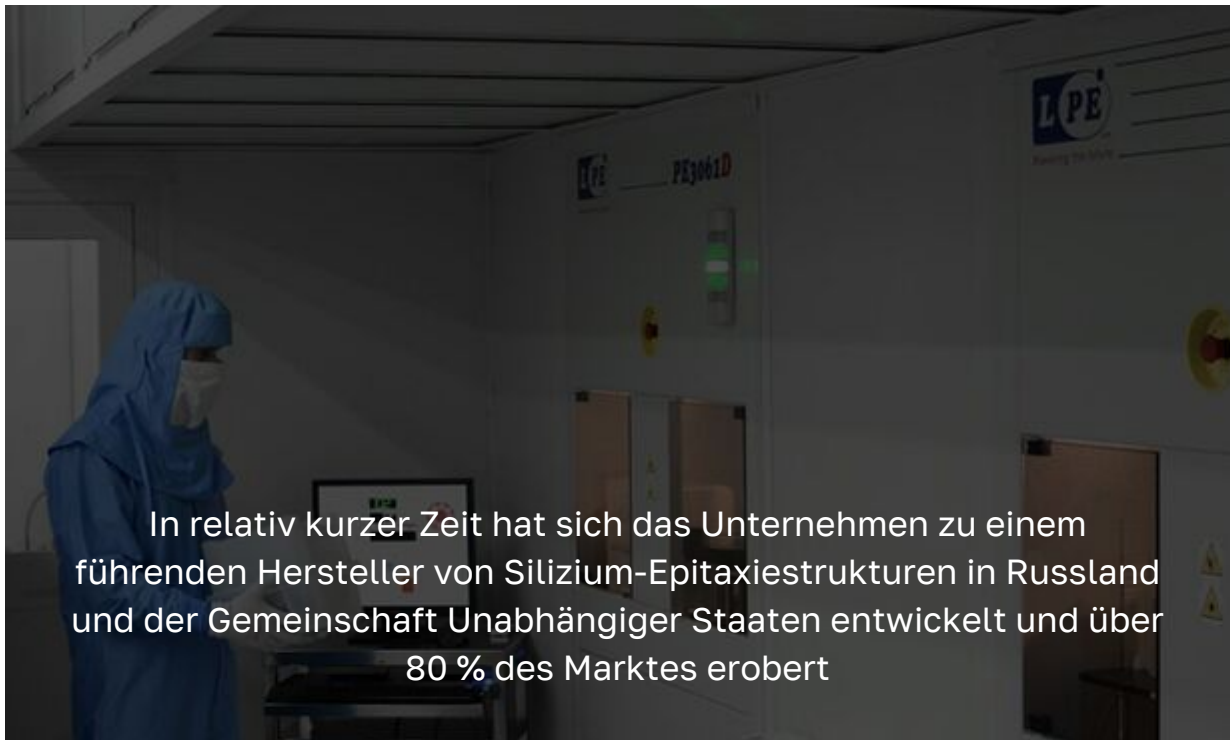 LPE
LPE
PE3061D
In relativ kurzer Zeit hat sich das Unternehmen zu einem
führenden Hersteller von Silizium-Epitaxiestrukturen in Russland
und der Gemeinschaft Unabhängiger Staaten entwickelt und über
80 % des Marktes erobert